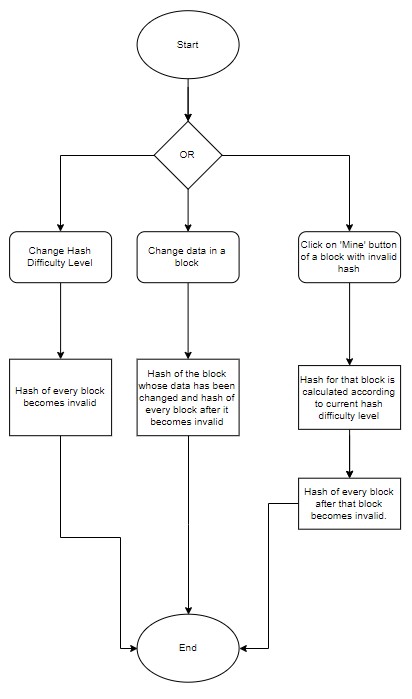 Start
OR
Change Hash
Difficulty Level
Change data in a
block
Click on 'Mine' button
of a block with invalid
hash
Hash of every block
becomes invalid
Hash of the block
whose data has been
changed and hash of
every block after it
becomes invalid
Hash for that block is
calculated according
to current hash
difficulty level
Hash of every block
after that block
becomes invalid.
End